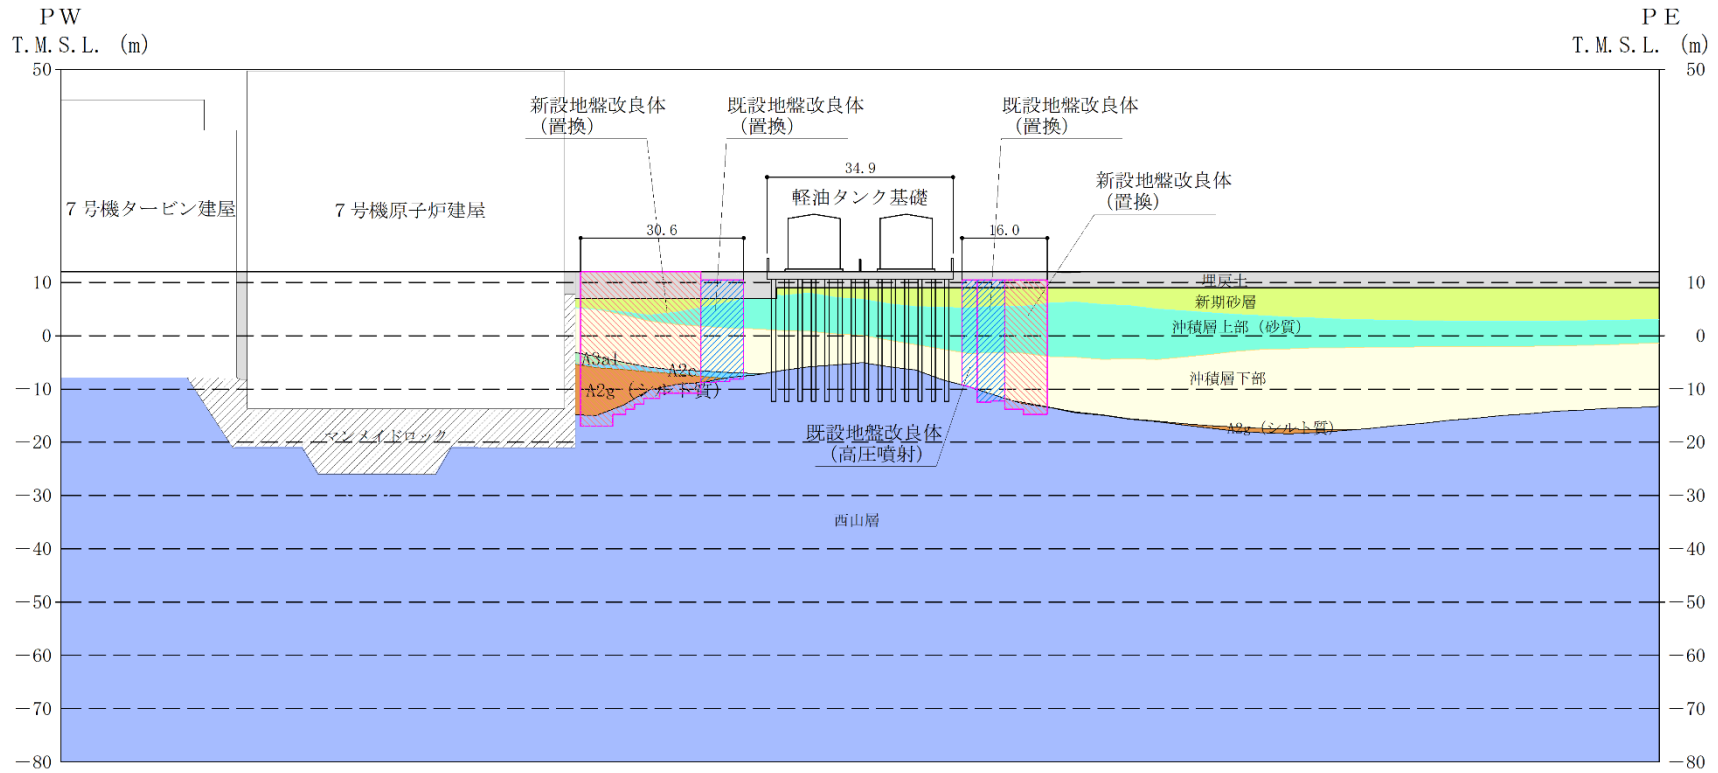 PW
PE
T.M.S.L. (m)
T.M.S.L. (m)
50
50
新設地盤改良体
(置換)
既設地盤改良体
(置換)
既設地盤改良体
(置換)
34.9
新設地盤改良体
(置換)
軽油タンク基礎
7号機タービン建屋
7号機原子炉建屋
30.6
16.0
10
埋戻土
10
新期砂層
沖積層上部(砂質)
0
0
A3a1
A2c
沖積層下部
-10
A2g(シルト質)
-10
マンメイドロック
既設地盤改良体
(高圧噴射)
A2g(シルト質)
-20
-20
-30
-30
西山層
-40
-40
-50
-50
-60
-60
-70
-70
-80
-80